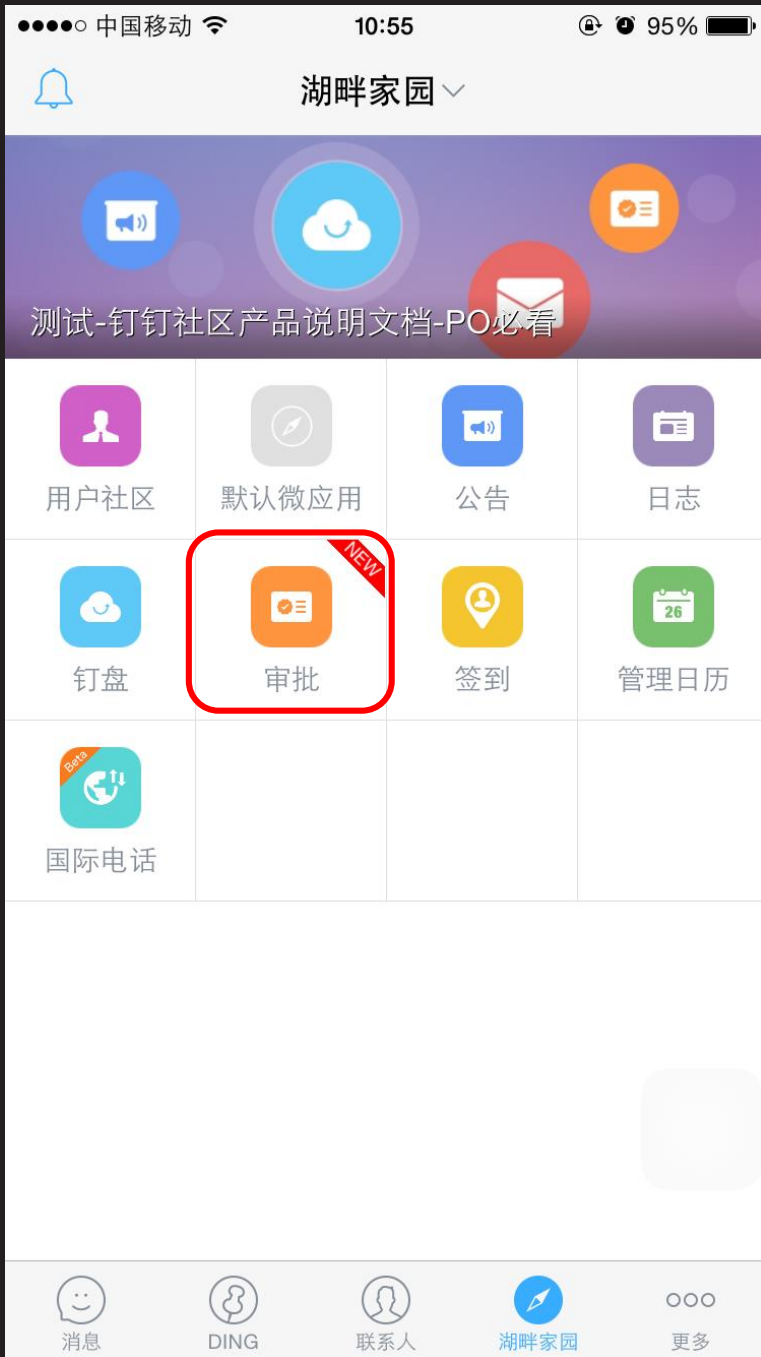 中国移动 10:55 95%
湖畔家园
测试-钉钉社区产品说明文档-PO必看
用户社区 默认微应用 公告 日志
NEW
26
钉盘 审批 签到 管理日历
Beta
国际电话
消息 DING 联系人 湖畔家园 更多